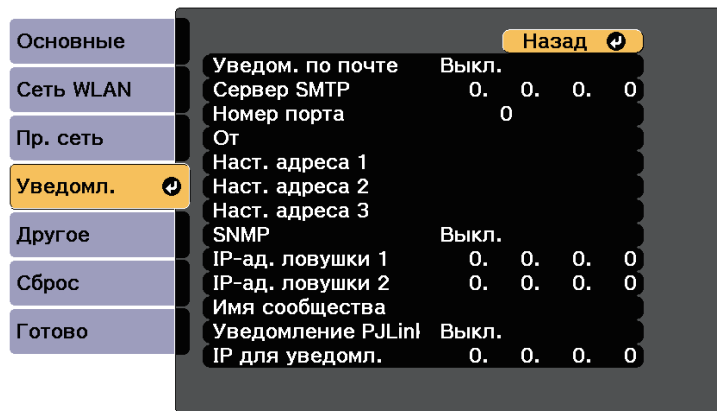 Основные
Сеть WLAN
Пр. сеть
Уведомл.
Другое
Сброс
Готово
Назад
Уведом. по почте Выкл.
Сервер SMTP 0. 0. 0. 0
Номер порта 0
От
Наст. адреса 1
Наст. адреса 2
Наст. адреса 3
SNMP Выкл.
IP-ад. ловушки 1 0. 0. 0. 0
IP-ад. ловушки 2 0. 0. 0. 0
Имя сообщества
Уведомление PJLink Выкл.
IP для уведомл. 0. 0. 0. 0